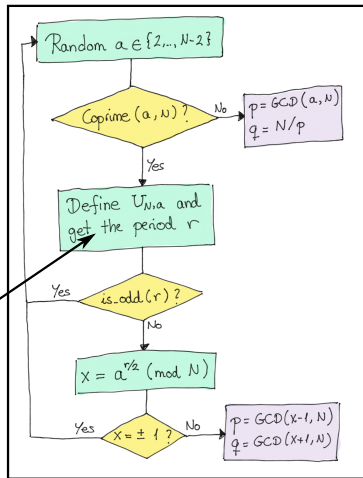 Random a ∈ {2,.., N-2}
Coprime (a, N) ?
No
p = GCD (a, N)
q = N/p
Yes
Define U_{N,a} and
get the period r
Yes
is_odd (r) ?
No
x = a^{r/2} (mod N)
Yes
x = ± 1 ?
No
p = GCD(x-1, N)
q = GCD(x+1, N)